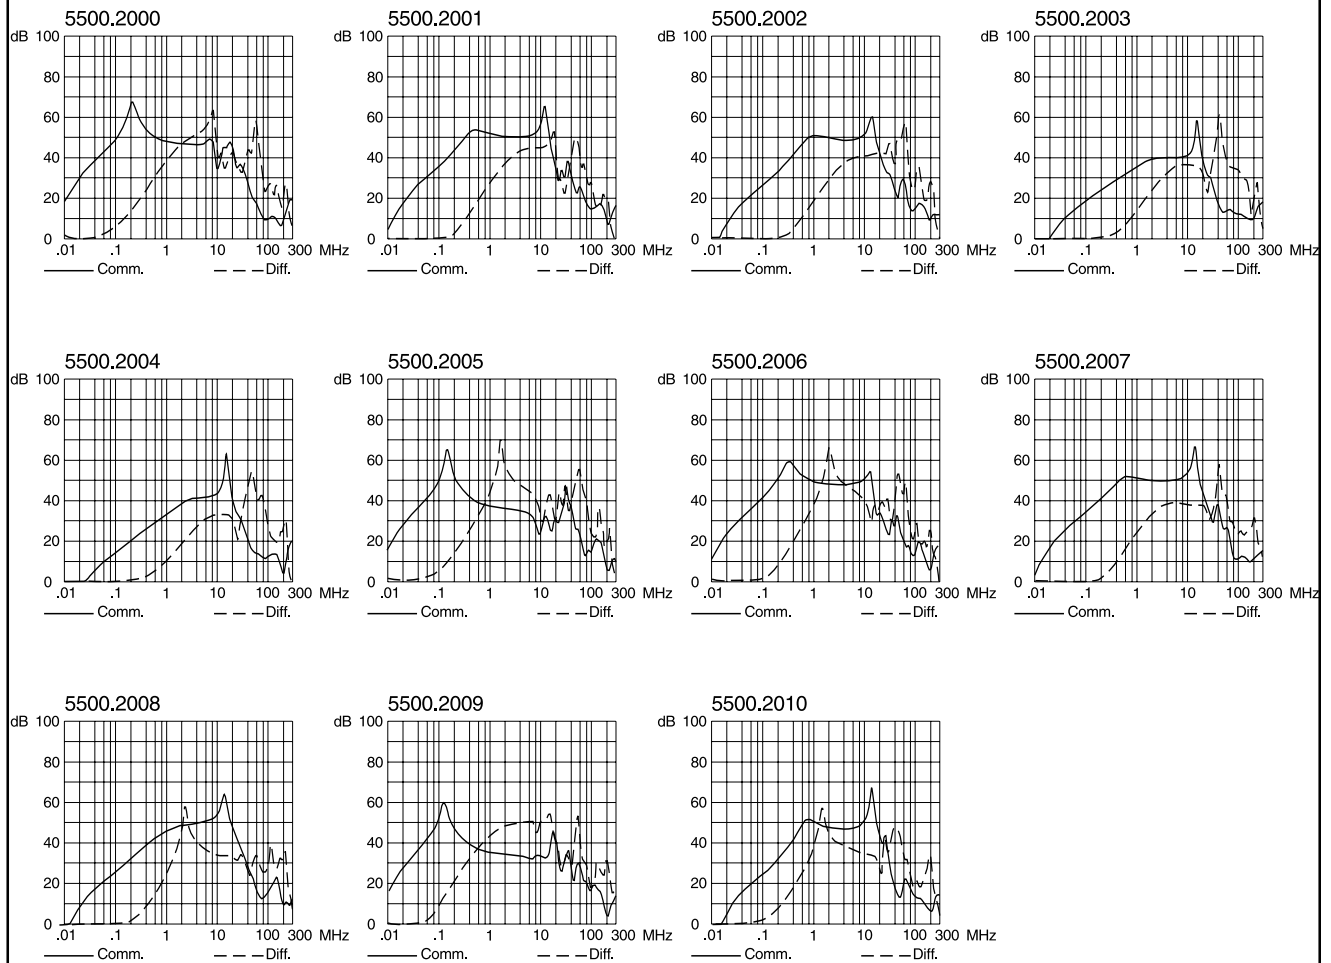 5500.2000 5500.2001 5500.2002 5500.2003
dB 100 dB 100 dB 100 dB 100
80 80 80 80
60 60 60 60
40 40 40 40
20 20 20 20
0 0 0 0
.01 .1 1 10 100 300 MHz .01 .1 1 10 100 300 MHz .01 .1 1 10 100 300 MHz .01 .1 1 10 100 300 MHz
Comm. Diff. Comm. Diff. Comm. Diff. Comm. Diff.
5500.2004 5500.2005 5500.2006 5500.2007
dB 100 dB 100 dB 100 dB 100
80 80 80 80
60 60 60 60
40 40 40 40
20 20 20 20
0 0 0 0
.01 .1 1 10 100 300 MHz .01 .1 1 10 100 300 MHz .01 .1 1 10 100 300 MHz .01 .1 1 10 100 300 MHz
Comm. Diff. Comm. Diff. Comm. Diff. Comm. Diff.
5500.2008 5500.2009 5500.2010
dB 100 dB 100 dB 100
80 80 80
60 60 60
40 40 40
20 20 20
0 0 0
.01 .1 1 10 100 300 MHz .01 .1 1 10 100 300 MHz .01 .1 1 10 100 300 MHz
Comm. Diff. Comm. Diff. Comm. Diff.